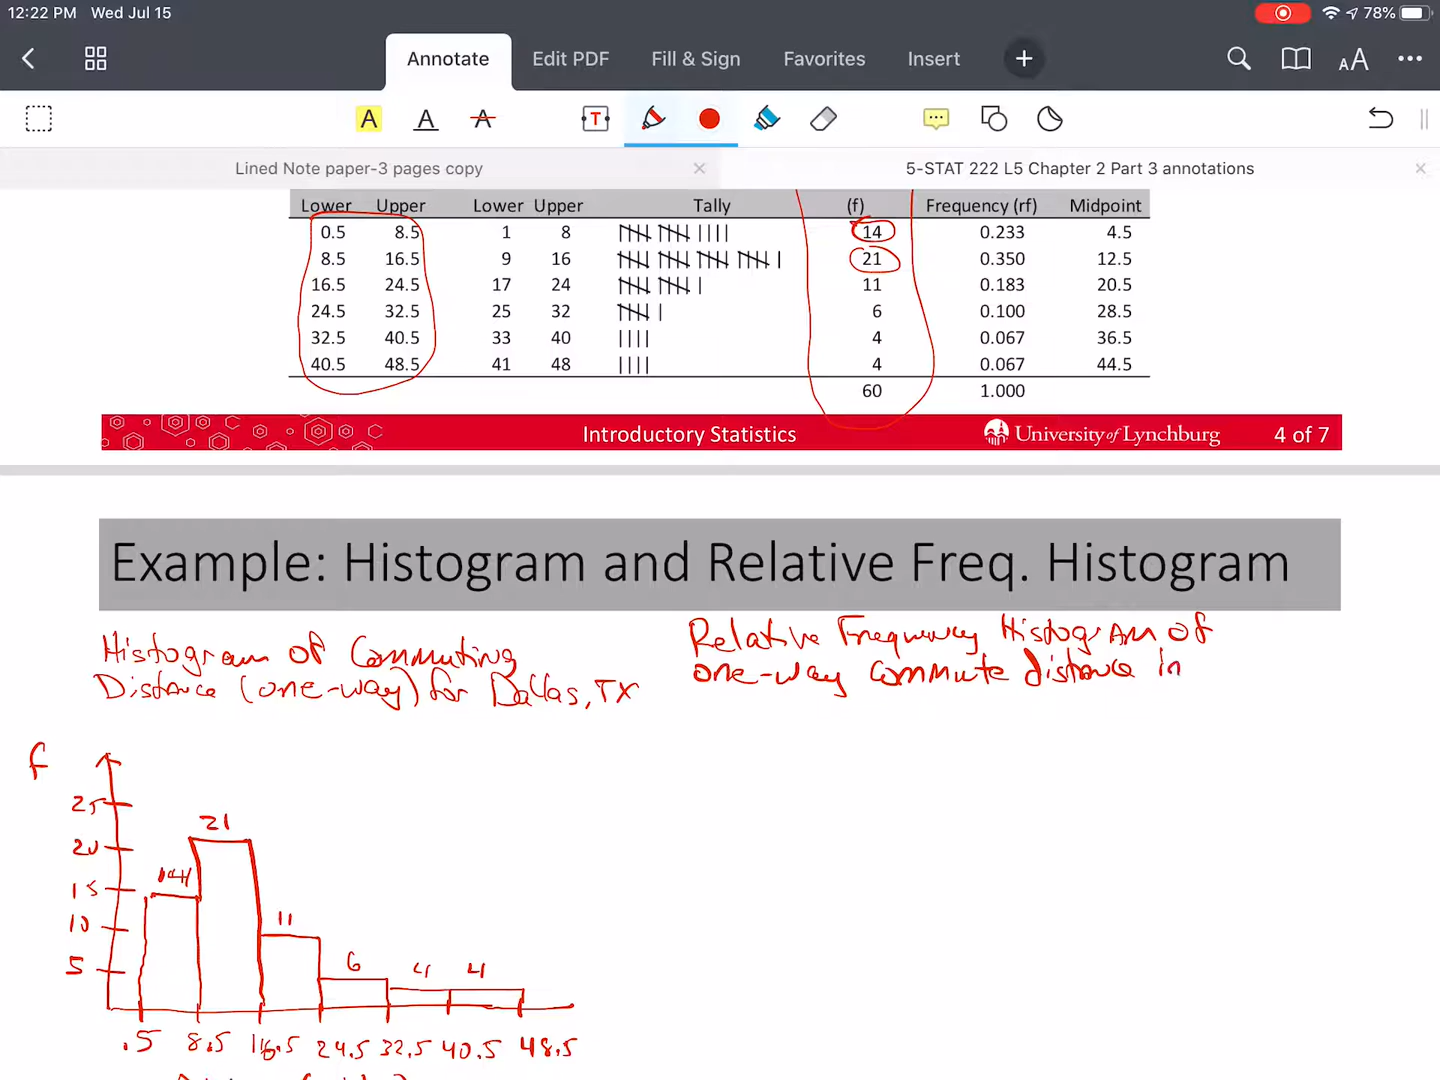 12:22 PM Wed Jul 15
78%
Annotate Edit PDF Fill & Sign Favorites Insert
Lined Note paper-3 pages copy
5-STAT 222 L5 Chapter 2 Part 3 annotations
Lower Upper Lower Upper Tally (f) Frequency (rf) Midpoint
0.5 8.5 1 8 14 0.233 4.5
8.5 16.5 9 16 21 0.350 12.5
16.5 24.5 17 24 11 0.183 20.5
24.5 32.5 25 32 6 0.100 28.5
32.5 40.5 33 40 4 0.067 36.5
40.5 48.5 41 48 4 0.067 44.5
60 1.000
Introductory Statistics
University of Lynchburg
4 of 7
Example: Histogram and Relative Freq. Histogram
Histogram of Commuting
Distance (one-way) for Dallas, TX
Relative Frequency Histogram of
one-way commute distance in
f
25
20
15
10
5
14
21
11
6
4
4
.5 8.5 16.5 24.5 32.5 40.5 48.5